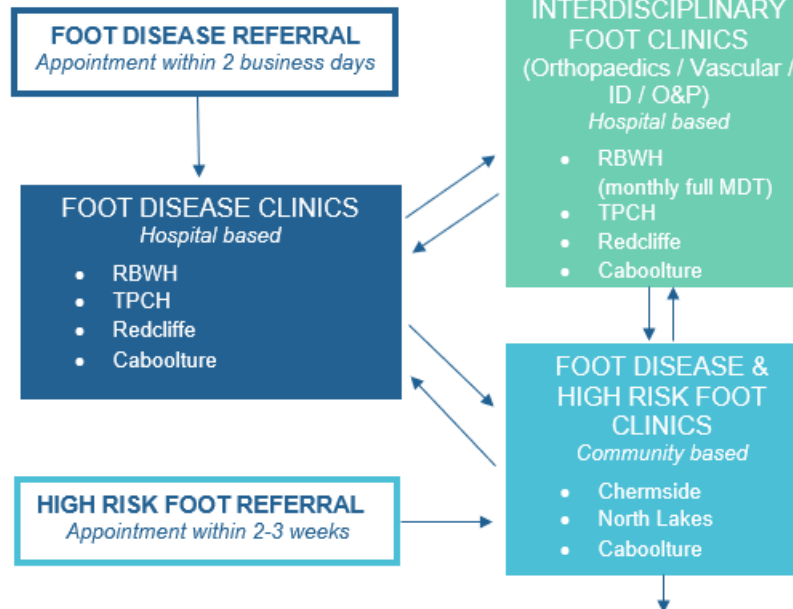 FOOT DISEASE REFERRAL
Appointment within 2 business days
FOOT DISEASE CLINICS
Hospital based
• RBWH
• TPCH
• Redcliffe
• Caboolture
HIGH RISK FOOT REFERRAL
Appointment within 2-3 weeks
INTERDISCIPLINARY
FOOT CLINICS
(Orthopaedics / Vascular /
ID / O&P)
Hospital based
• RBWH
(monthly full MDT)
• TPCH
• Redcliffe
• Caboolture
FOOT DISEASE &
HIGH RISK FOOT
CLINICS
Community based
• Chermside
• North Lakes
• Caboolture